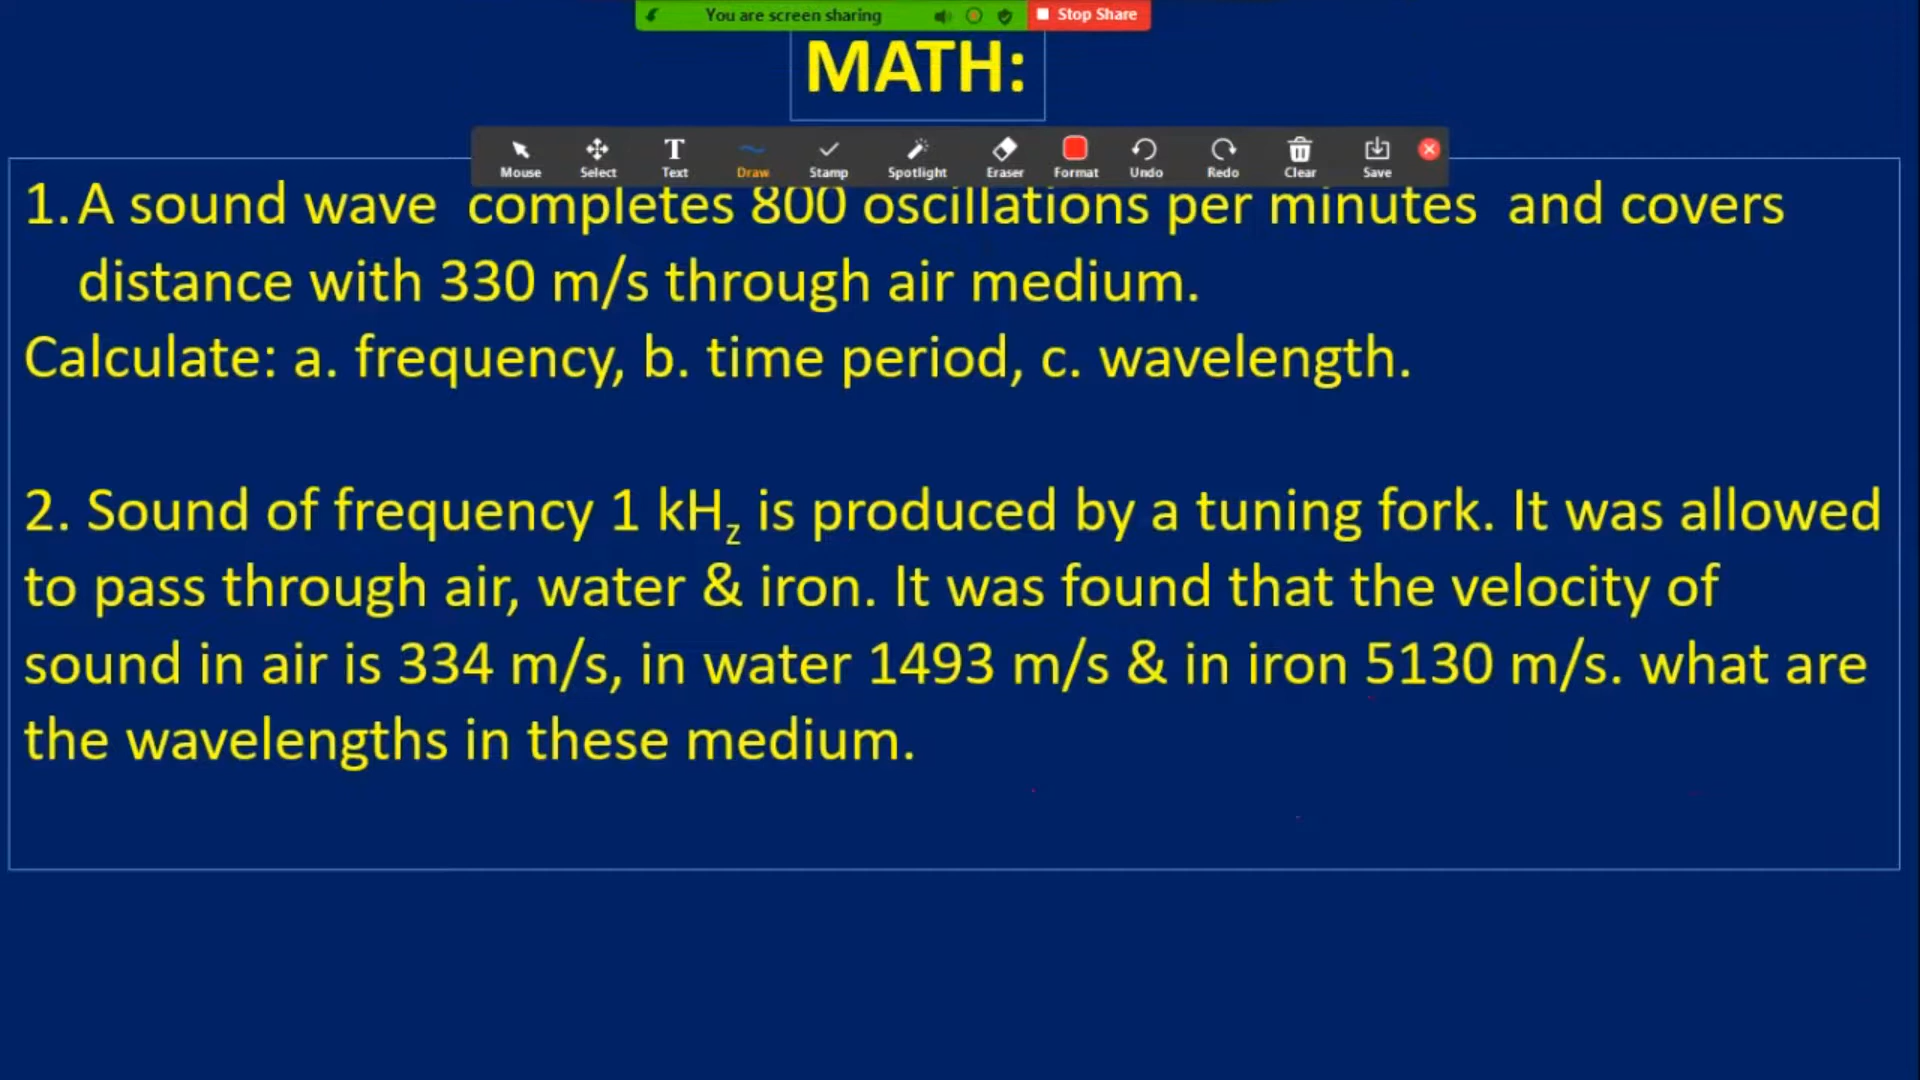 You are screen sharing Stop Share
MATH:
Mouse Select Text Draw Stamp Spotlight Eraser Format Undo Redo Clear Save
1. A sound wave completes 800 oscillations per minutes and covers
distance with 330 m/s through air medium.
Calculate: a. frequency, b. time period, c. wavelength.
2. Sound of frequency 1 kHz is produced by a tuning fork. It was allowed
to pass through air, water & iron. It was found that the velocity of
sound in air is 334 m/s, in water 1493 m/s & in iron 5130 m/s. what are
the wavelengths in these medium.